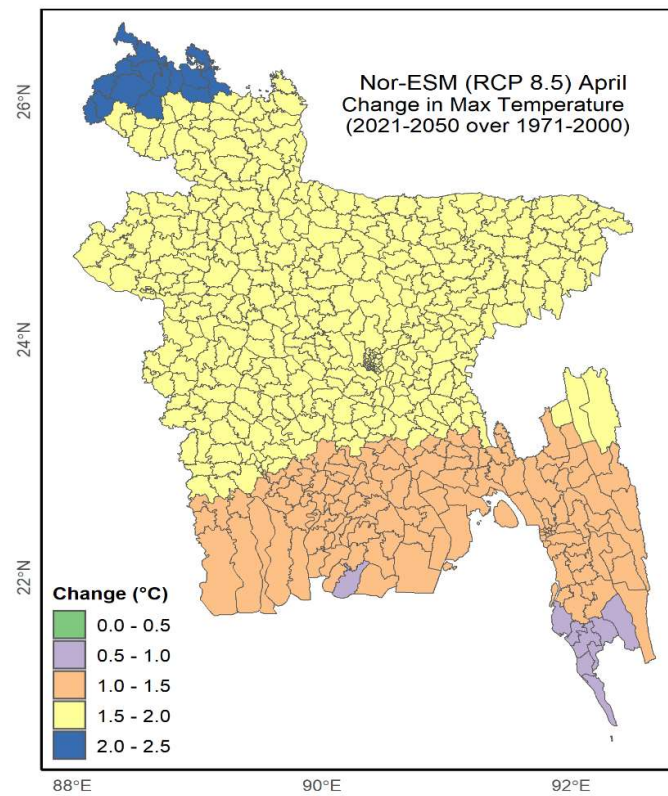 Nor-ESM (RCP 8.5) April
Change in Max Temperature
(2021-2050 over 1971-2000)
26°N
24°N
22°N
Change (°C)
0.0 - 0.5
0.5 - 1.0
1.0 - 1.5
1.5 - 2.0
2.0 - 2.5
88°E
90°E
92°E